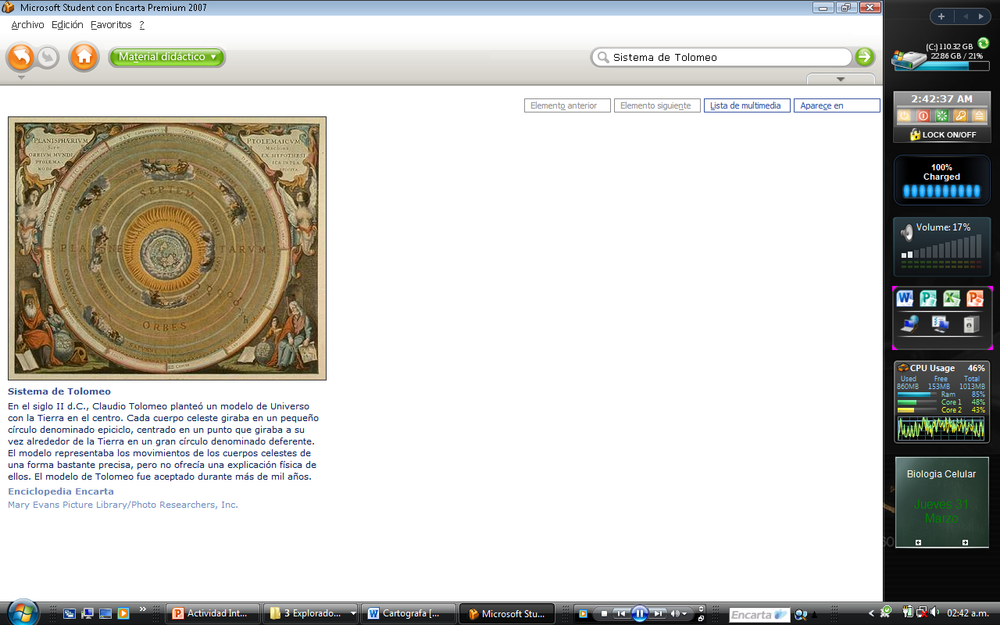 Microsoft Student con Encarta Premium 2007
Archivo Edición Favoritos ?
Material didáctico
Sistema de Tolomeo
Elemento anterior Elemento siguiente Lista de multimedia Aparece en
PLANISPHÆRIVM
Sive
ORBIVM MVNDI
PTOLEMAICVM
Machina
EX HYPOTHESI
SEPTEM
PLANE TARVM
ORBES
Sistema de Tolomeo
En el siglo II d.C., Claudio Tolomeo planteó un modelo de Universo
con la Tierra en el centro. Cada cuerpo celeste giraba en un pequeño
círculo denominado epiciclo, centrado en un punto que giraba a su
vez alrededor de la Tierra en un gran círculo denominado deferente.
El modelo representaba los movimientos de los cuerpos celestes de
una forma bastante precisa, pero no ofrecía una explicación física de
ellos. El modelo de Tolomeo fue aceptado durante más de mil años.
Enciclopedia Encarta
Mary Evans Picture Library/Photo Researchers, Inc.
(C:) 110.32 GB
22.86 GB / 21%
2:42:37 AM
LOCK ON/OFF
100%
Charged
Volume: 17%
CPU Usage 46%
Used Free Total
860MB 153MB 1013MB
Ram 85%
Core 1 48%
Core 2 43%
Biologia Celular
Jueves 31
Marzo
Actividad Int... 3 Explorado... Cartografa [... Microsoft Stu... Encarta 02:42 a.m.